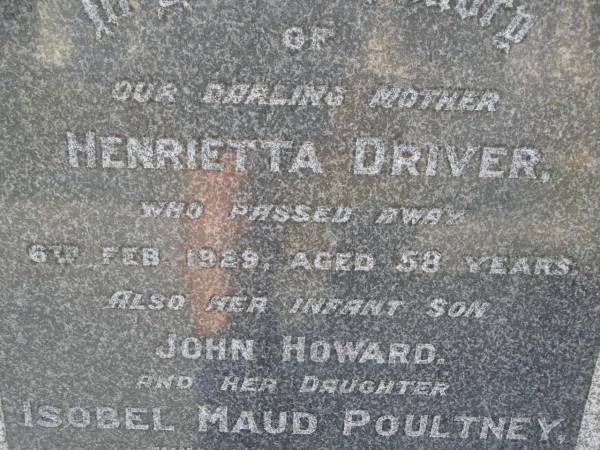 OF
OUR DARLING MOTHER
HENRIETTA DRIVER,
WHO PASSED AWAY
6TH FEB. 1929, AGED 58 YEARS.
ALSO HER INFANT SON
JOHN HOWARD.
AND HER DAUGHTER
ISOBEL MAUD POULTNEY,